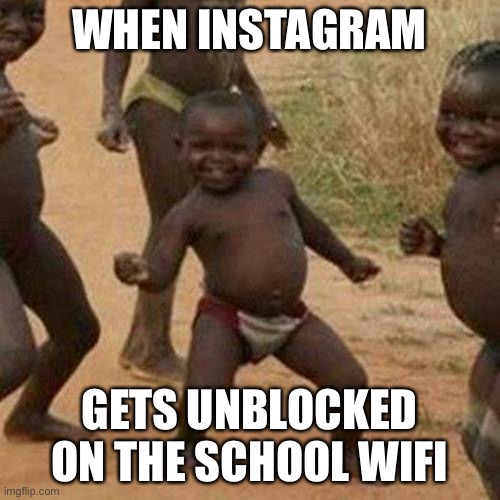 WHEN INSTAGRAM
GETS UNBLOCKED
ON THE SCHOOL WIFI
imgflip.com